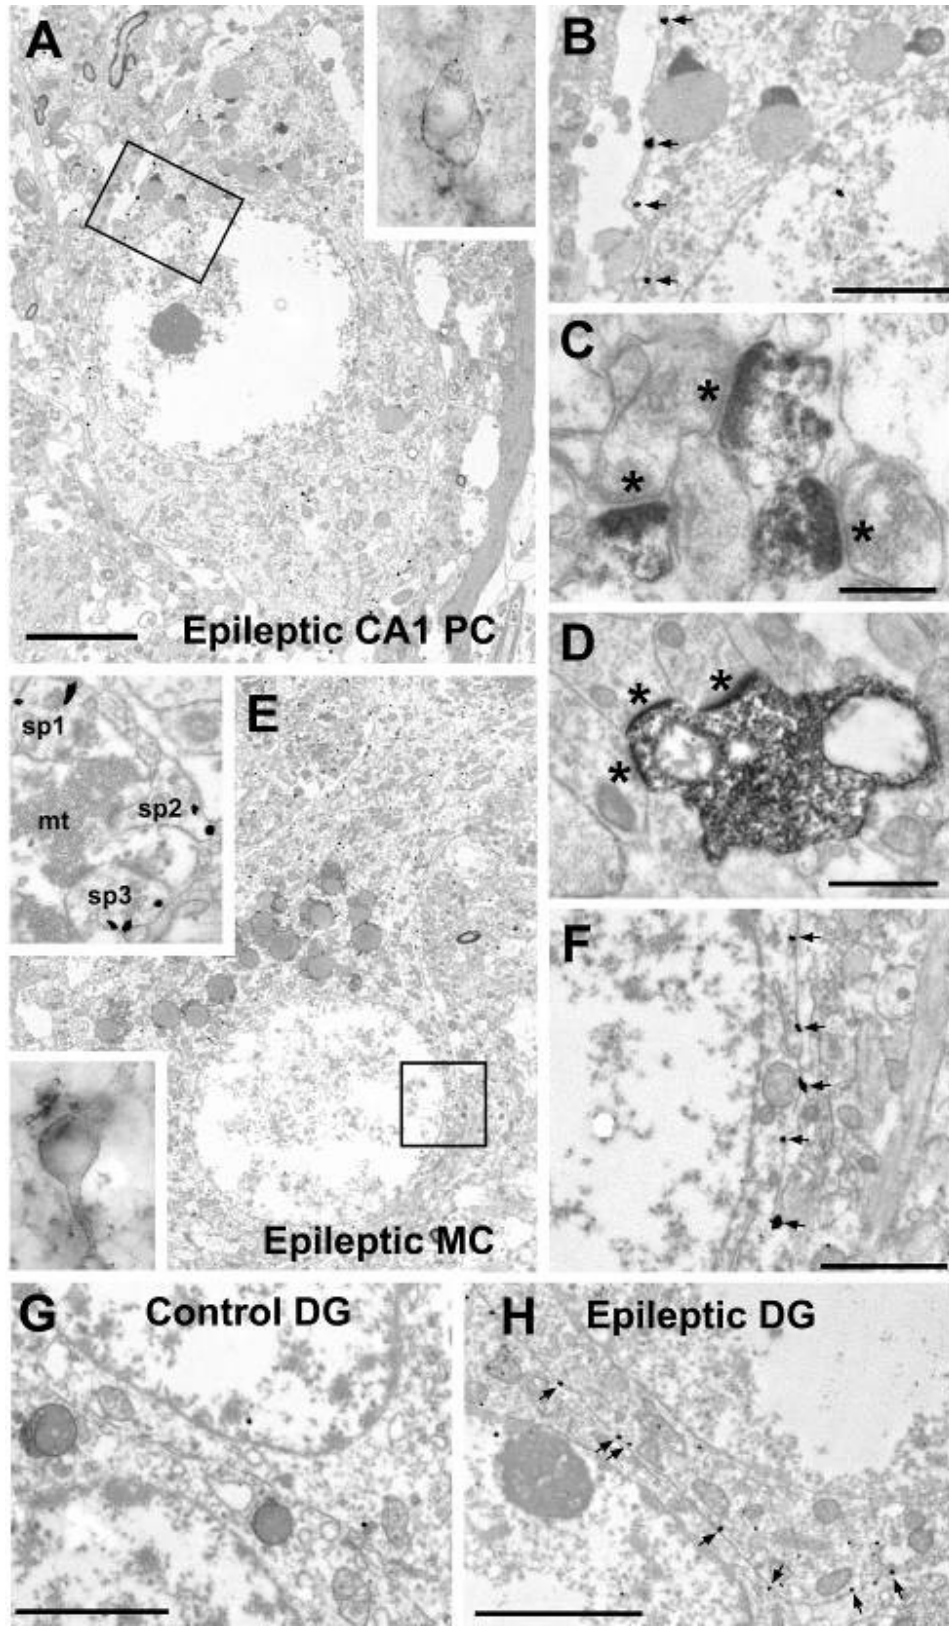 A
B
C
Epileptic CA1 PC
D
sp1
mt
sp2
sp3
E
F
Epileptic MC
G
Control DG
H
Epileptic DG